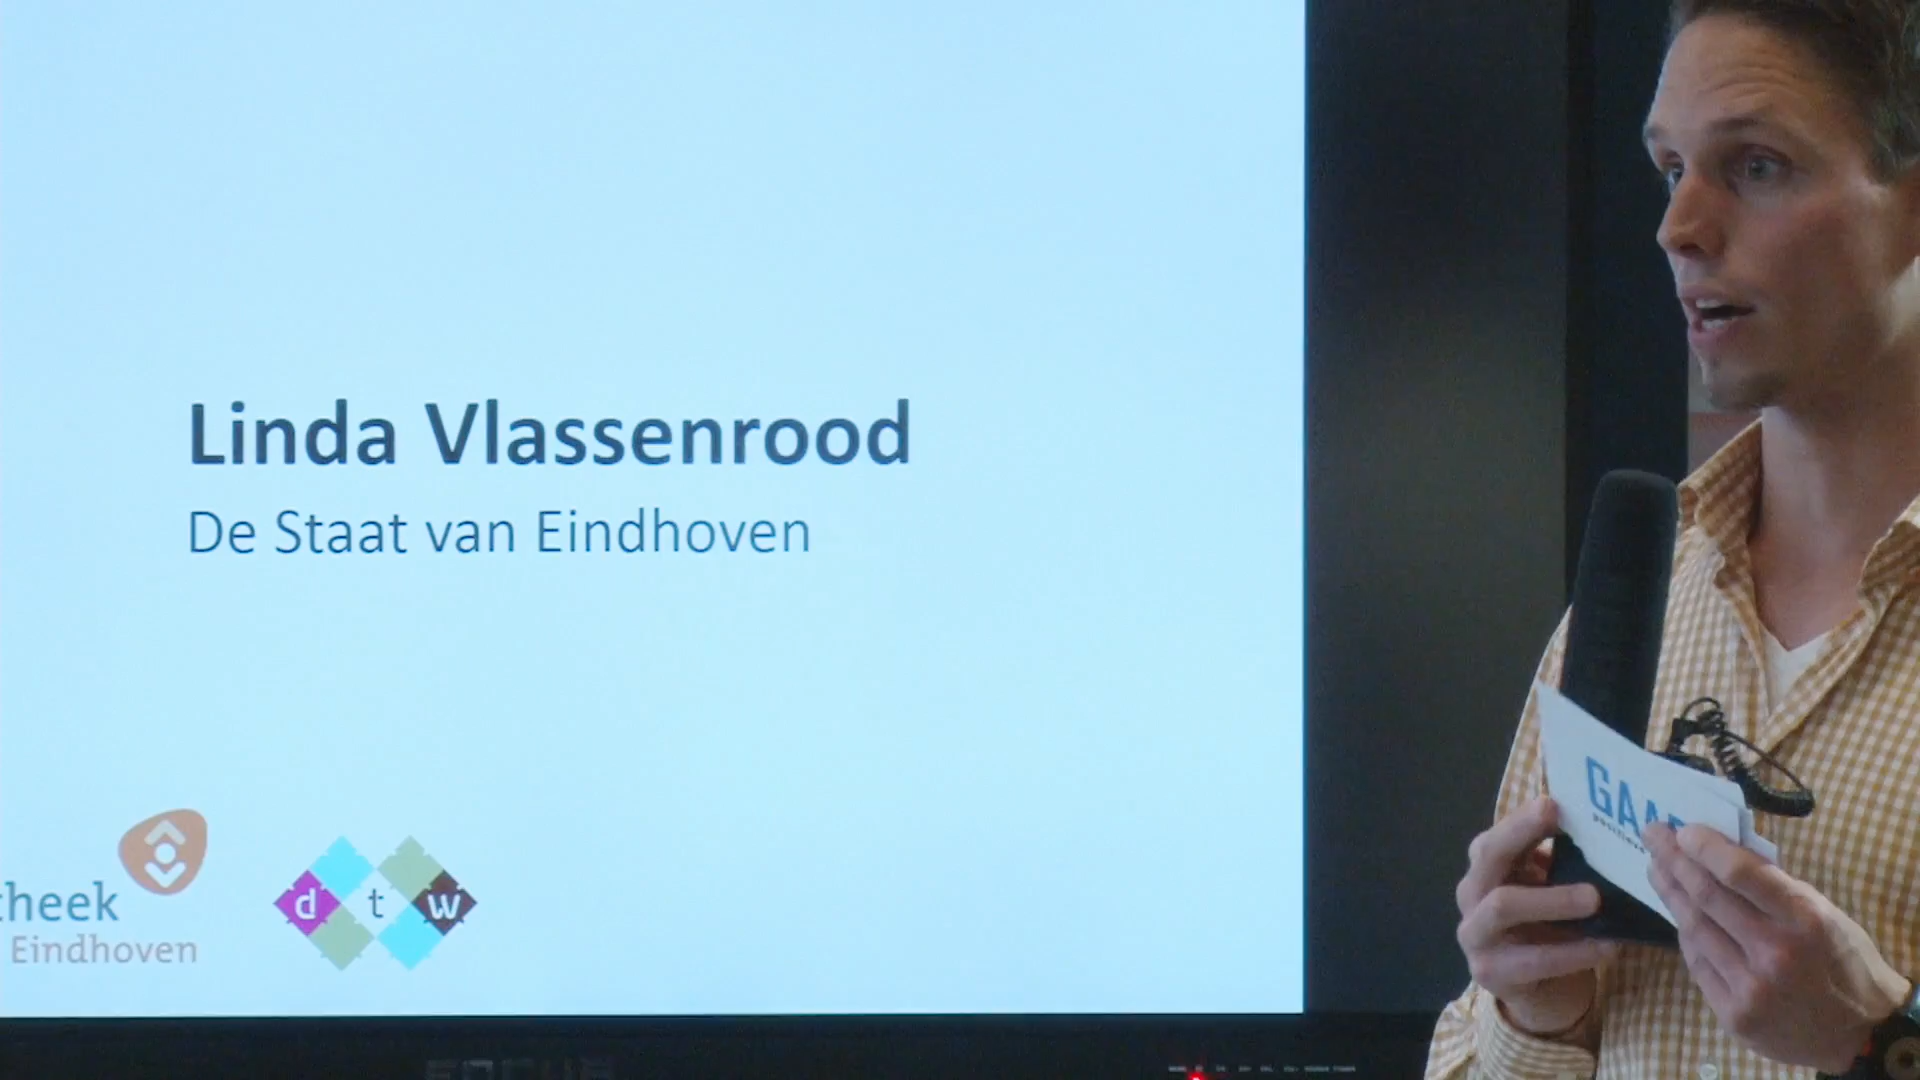 Linda Vlassenrood
De Staat van Eindhoven
theek
Eindhoven
d t w